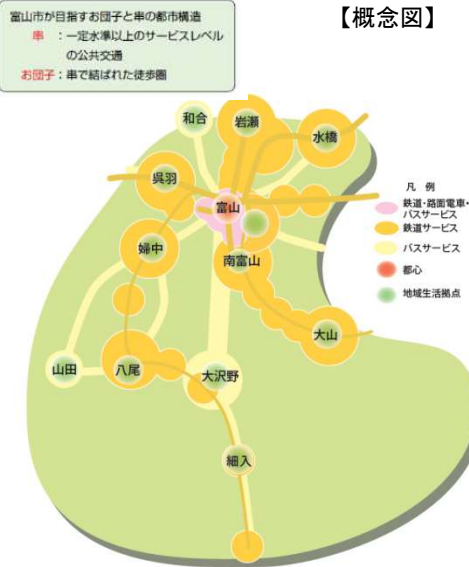 富山市が目指すお団子と串の都市構造
串 :一定水準以上のサービスレベル
の公共交通
お団子:串で結ばれた徒歩圏
【概念図】
和合
岩瀬
水橋
呉羽
富山
婦中
南富山
大山
山田
八尾
大沢野
細入
凡 例
鉄道・路面電車・
バスサービス
鉄道サービス
バスサービス
都心
地域生活拠点